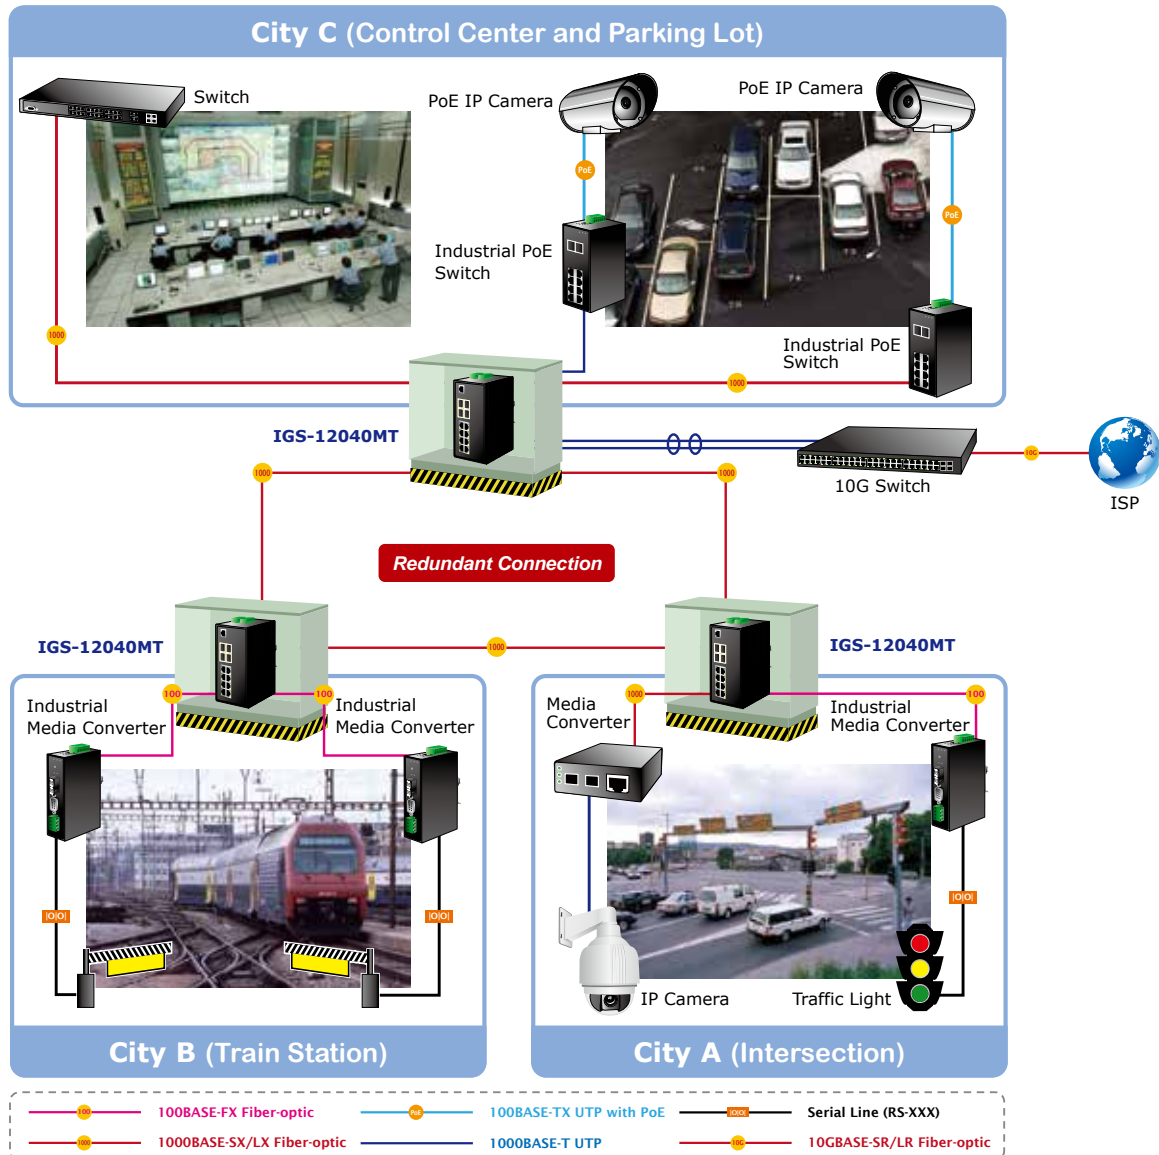 City C (Control Center and Parking Lot)
Switch
PoE IP Camera
PoE IP Camera
PoE
PoE
Industrial PoE
Switch
Industrial PoE
Switch
1000
1000
IGS-12040MT
10G
10G Switch
ISP
1000
1000
Redundant Connection
IGS-12040MT
1000
IGS-12040MT
Industrial
Media Converter
100
100
Industrial
Media Converter
Media
Converter
1000
Industrial
Media Converter
100
|O|O|
|O|O|
|O|O|
IP Camera
Traffic Light
City B (Train Station)
City A (Intersection)
100
100BASE-FX Fiber-optic
PoE
100BASE-TX UTP with PoE
|O|O|
Serial Line (RS-XXX)
1000
1000BASE-SX/LX Fiber-optic
1000BASE-T UTP
10G
10GBASE-SR/LR Fiber-optic